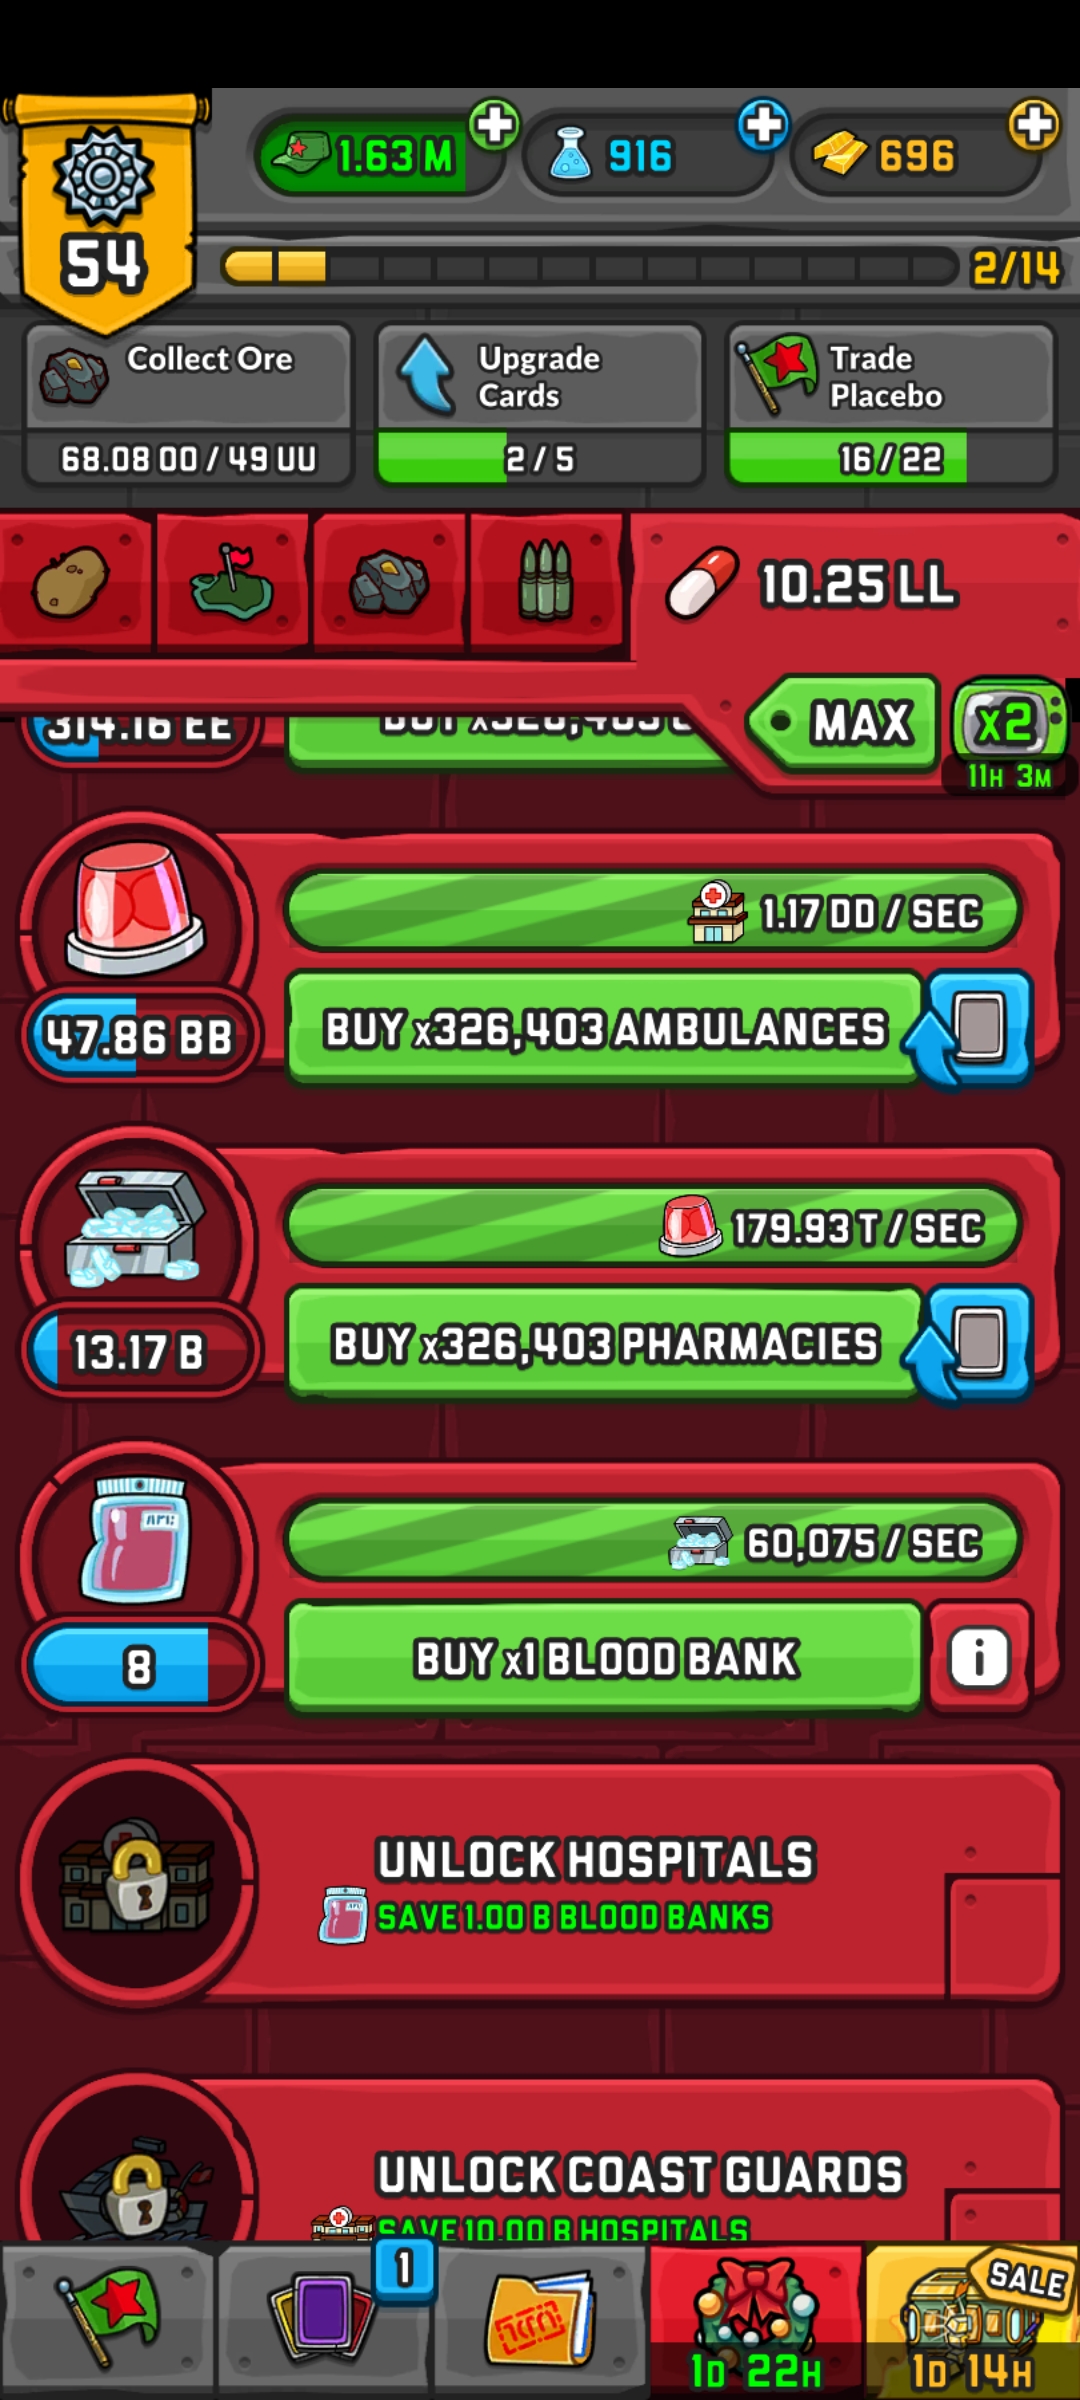 54
1.63 M
916
696
2/14
Collect Ore
68.08 OO / 49 UU
Upgrade
Cards
2 / 5
Trade
Placebo
16 / 22
10.25 LL
MAX
x2
11H 3M
314.16 EE
1.17 DD / SEC
47.86 BB
BUY x326,403 AMBULANCES
179.93 T / SEC
13.17 B
BUY x326,403 PHARMACIES
60,075 / SEC
8
BUY x1 BLOOD BANK
i
UNLOCK HOSPITALS
SAVE 1.00 B BLOOD BANKS
UNLOCK COAST GUARDS
SAVE 10.00 B HOSPITALS
1
SALE
1D 22H
1D 14H